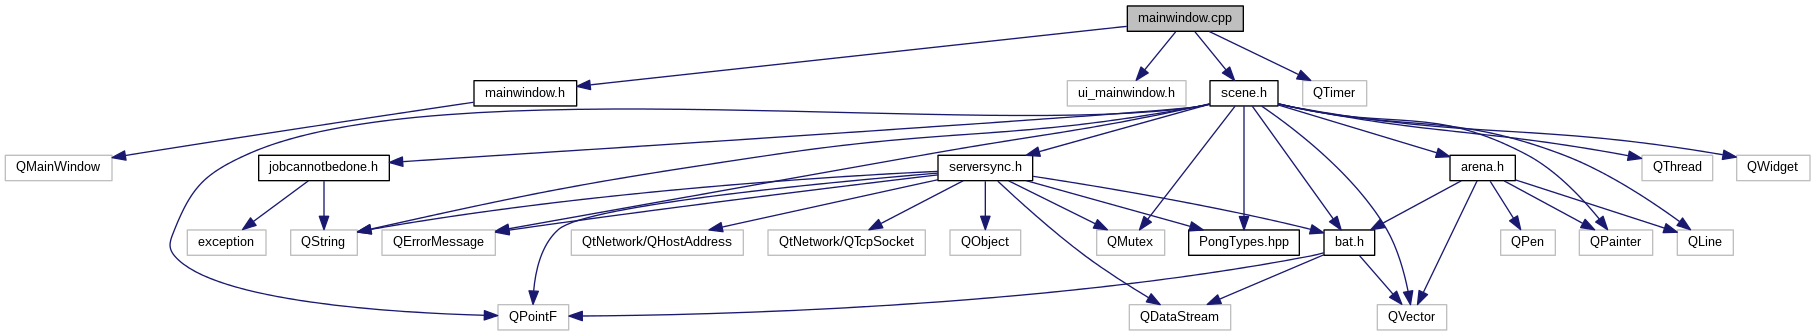 mainwindow.cpp
mainwindow.h
ui_mainwindow.h
scene.h
QTimer
QMainWindow
jobcannotbedone.h
serversync.h
arena.h
QThread
QWidget
exception
QString
QErrorMessage
QtNetwork/QHostAddress
QtNetwork/QTcpSocket
QObject
QMutex
PongTypes.hpp
bat.h
QPen
QPainter
QLine
QPointF
QDataStream
QVector